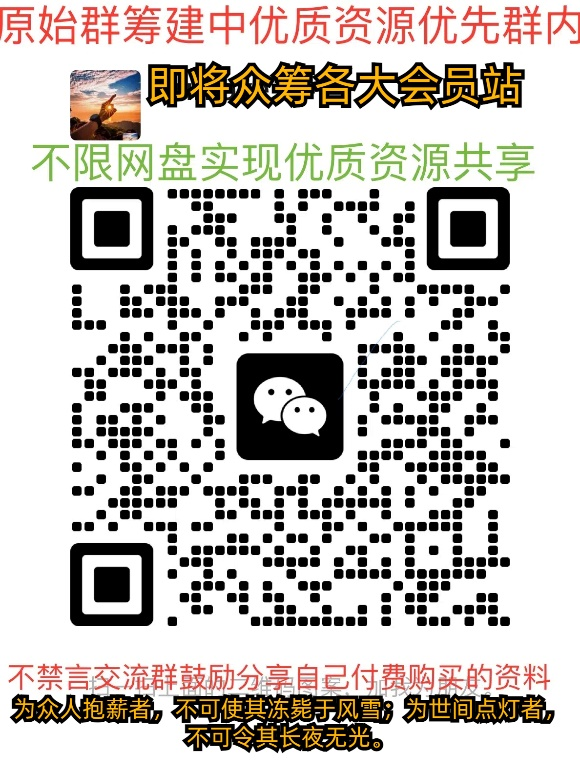 原始群筹建中优质资源优先群内
即将众筹各大会员站
不限网盘实现优质资源共享
不禁言交流群鼓励分享自己付费购买的资料
为众人抱薪者，不可使其冻毙于风雪；为世间点灯者，
不可令其长夜无光。